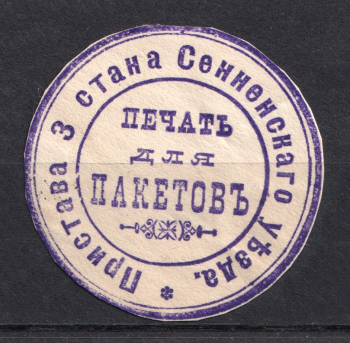 Пристава 3 стана Сенненскаго уѣзда. *
ПЕЧАТЬ
для
ПАКЕТОВЪ